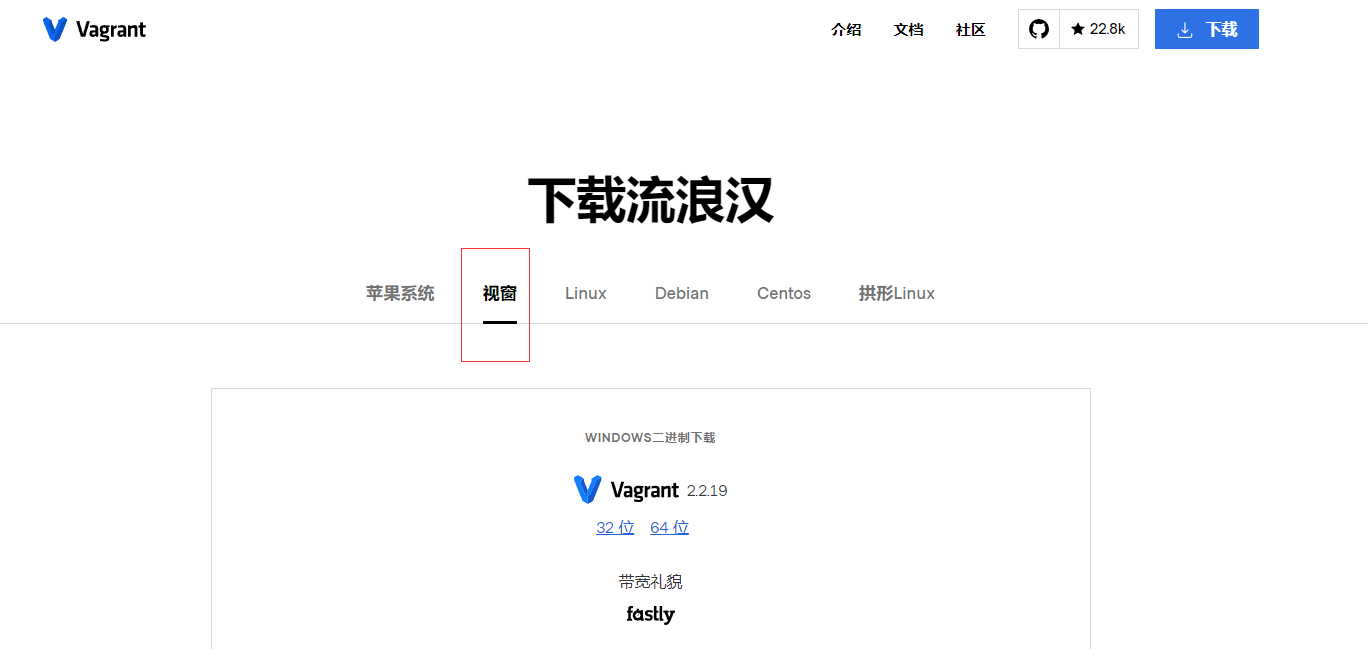 Vagrant 介绍 文档 社区 22.8k 下载
下载流浪汉
苹果系统 视窗 Linux Debian Centos 拱形Linux
WINDOWS二进制下载
Vagrant 2.2.19
32 位 64 位
带宽礼貌
fastly